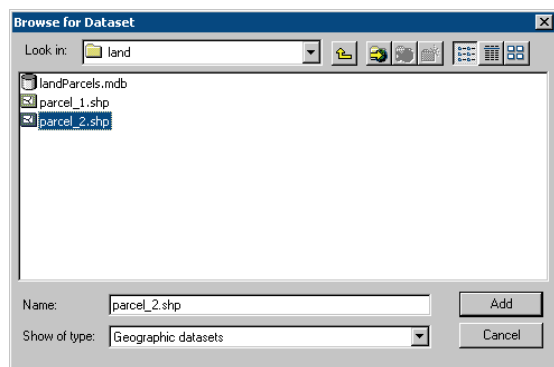 Browse for Dataset
Look in: land
landParcels.mdb
parcel_1.shp
parcel_2.shp
Name: parcel_2.shp Add
Show of type: Geographic datasets Cancel